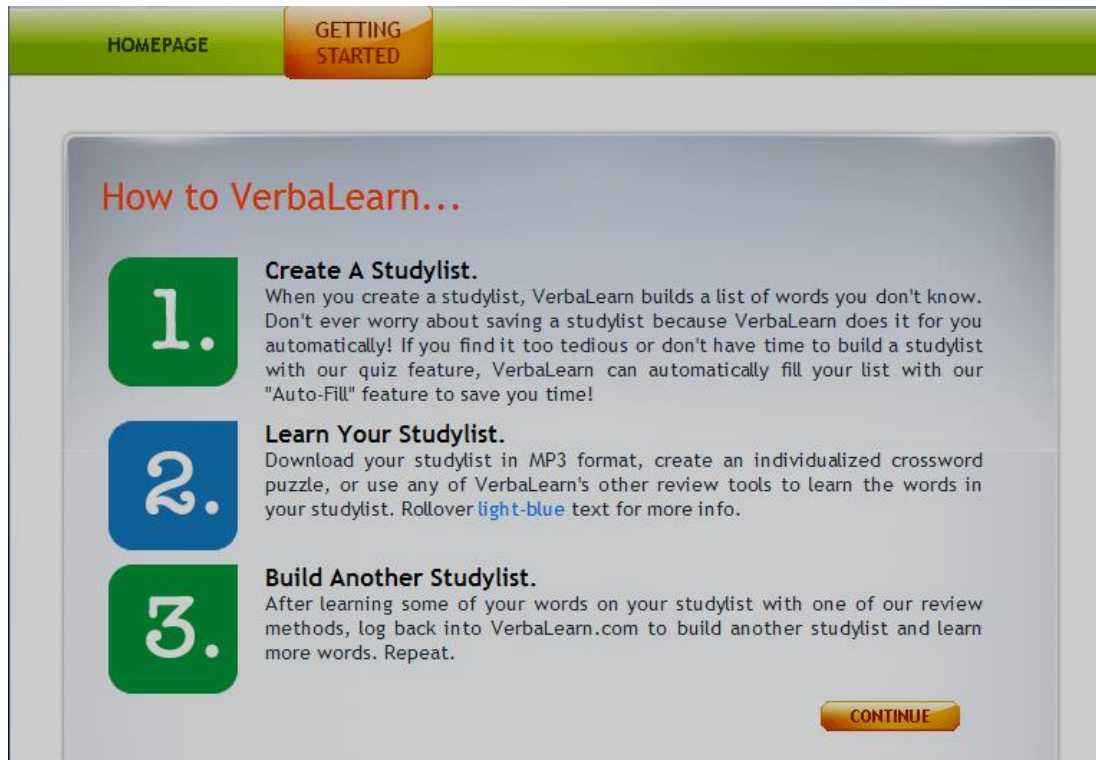 HOMEPAGE
GETTING
STARTED
How to VerbaLearn...
1.
Create A Studylist.
When you create a studylist, VerbaLearn builds a list of words you don't know.
Don't ever worry about saving a studylist because VerbaLearn does it for you
automatically! If you find it too tedious or don't have time to build a studylist
with our quiz feature, VerbaLearn can automatically fill your list with our
"Auto-Fill" feature to save you time!
2.
Learn Your Studylist.
Download your studylist in MP3 format, create an individualized crossword
puzzle, or use any of VerbaLearn's other review tools to learn the words in
your studylist. Rollover light-blue text for more info.
3.
Build Another Studylist.
After learning some of your words on your studylist with one of our review
methods, log back into VerbaLearn.com to build another studylist and learn
more words. Repeat.
CONTINUE